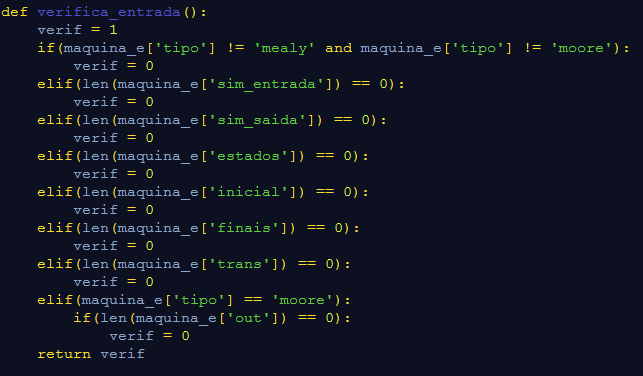 def verifica_entrada():
    verif = 1
    if(maquina_e['tipo'] != 'mealy' and maquina_e['tipo'] != 'moore'):
        verif = 0
    elif(len(maquina_e['sim_entrada']) == 0):
        verif = 0
    elif(len(maquina_e['sim_saida']) == 0):
        verif = 0
    elif(len(maquina_e['estados']) == 0):
        verif = 0
    elif(len(maquina_e['inicial']) == 0):
        verif = 0
    elif(len(maquina_e['finais']) == 0):
        verif = 0
    elif(len(maquina_e['trans']) == 0):
        verif = 0
    elif(maquina_e['tipo'] == 'moore'):
        if(len(maquina_e['out']) == 0):
            verif = 0
    return verif